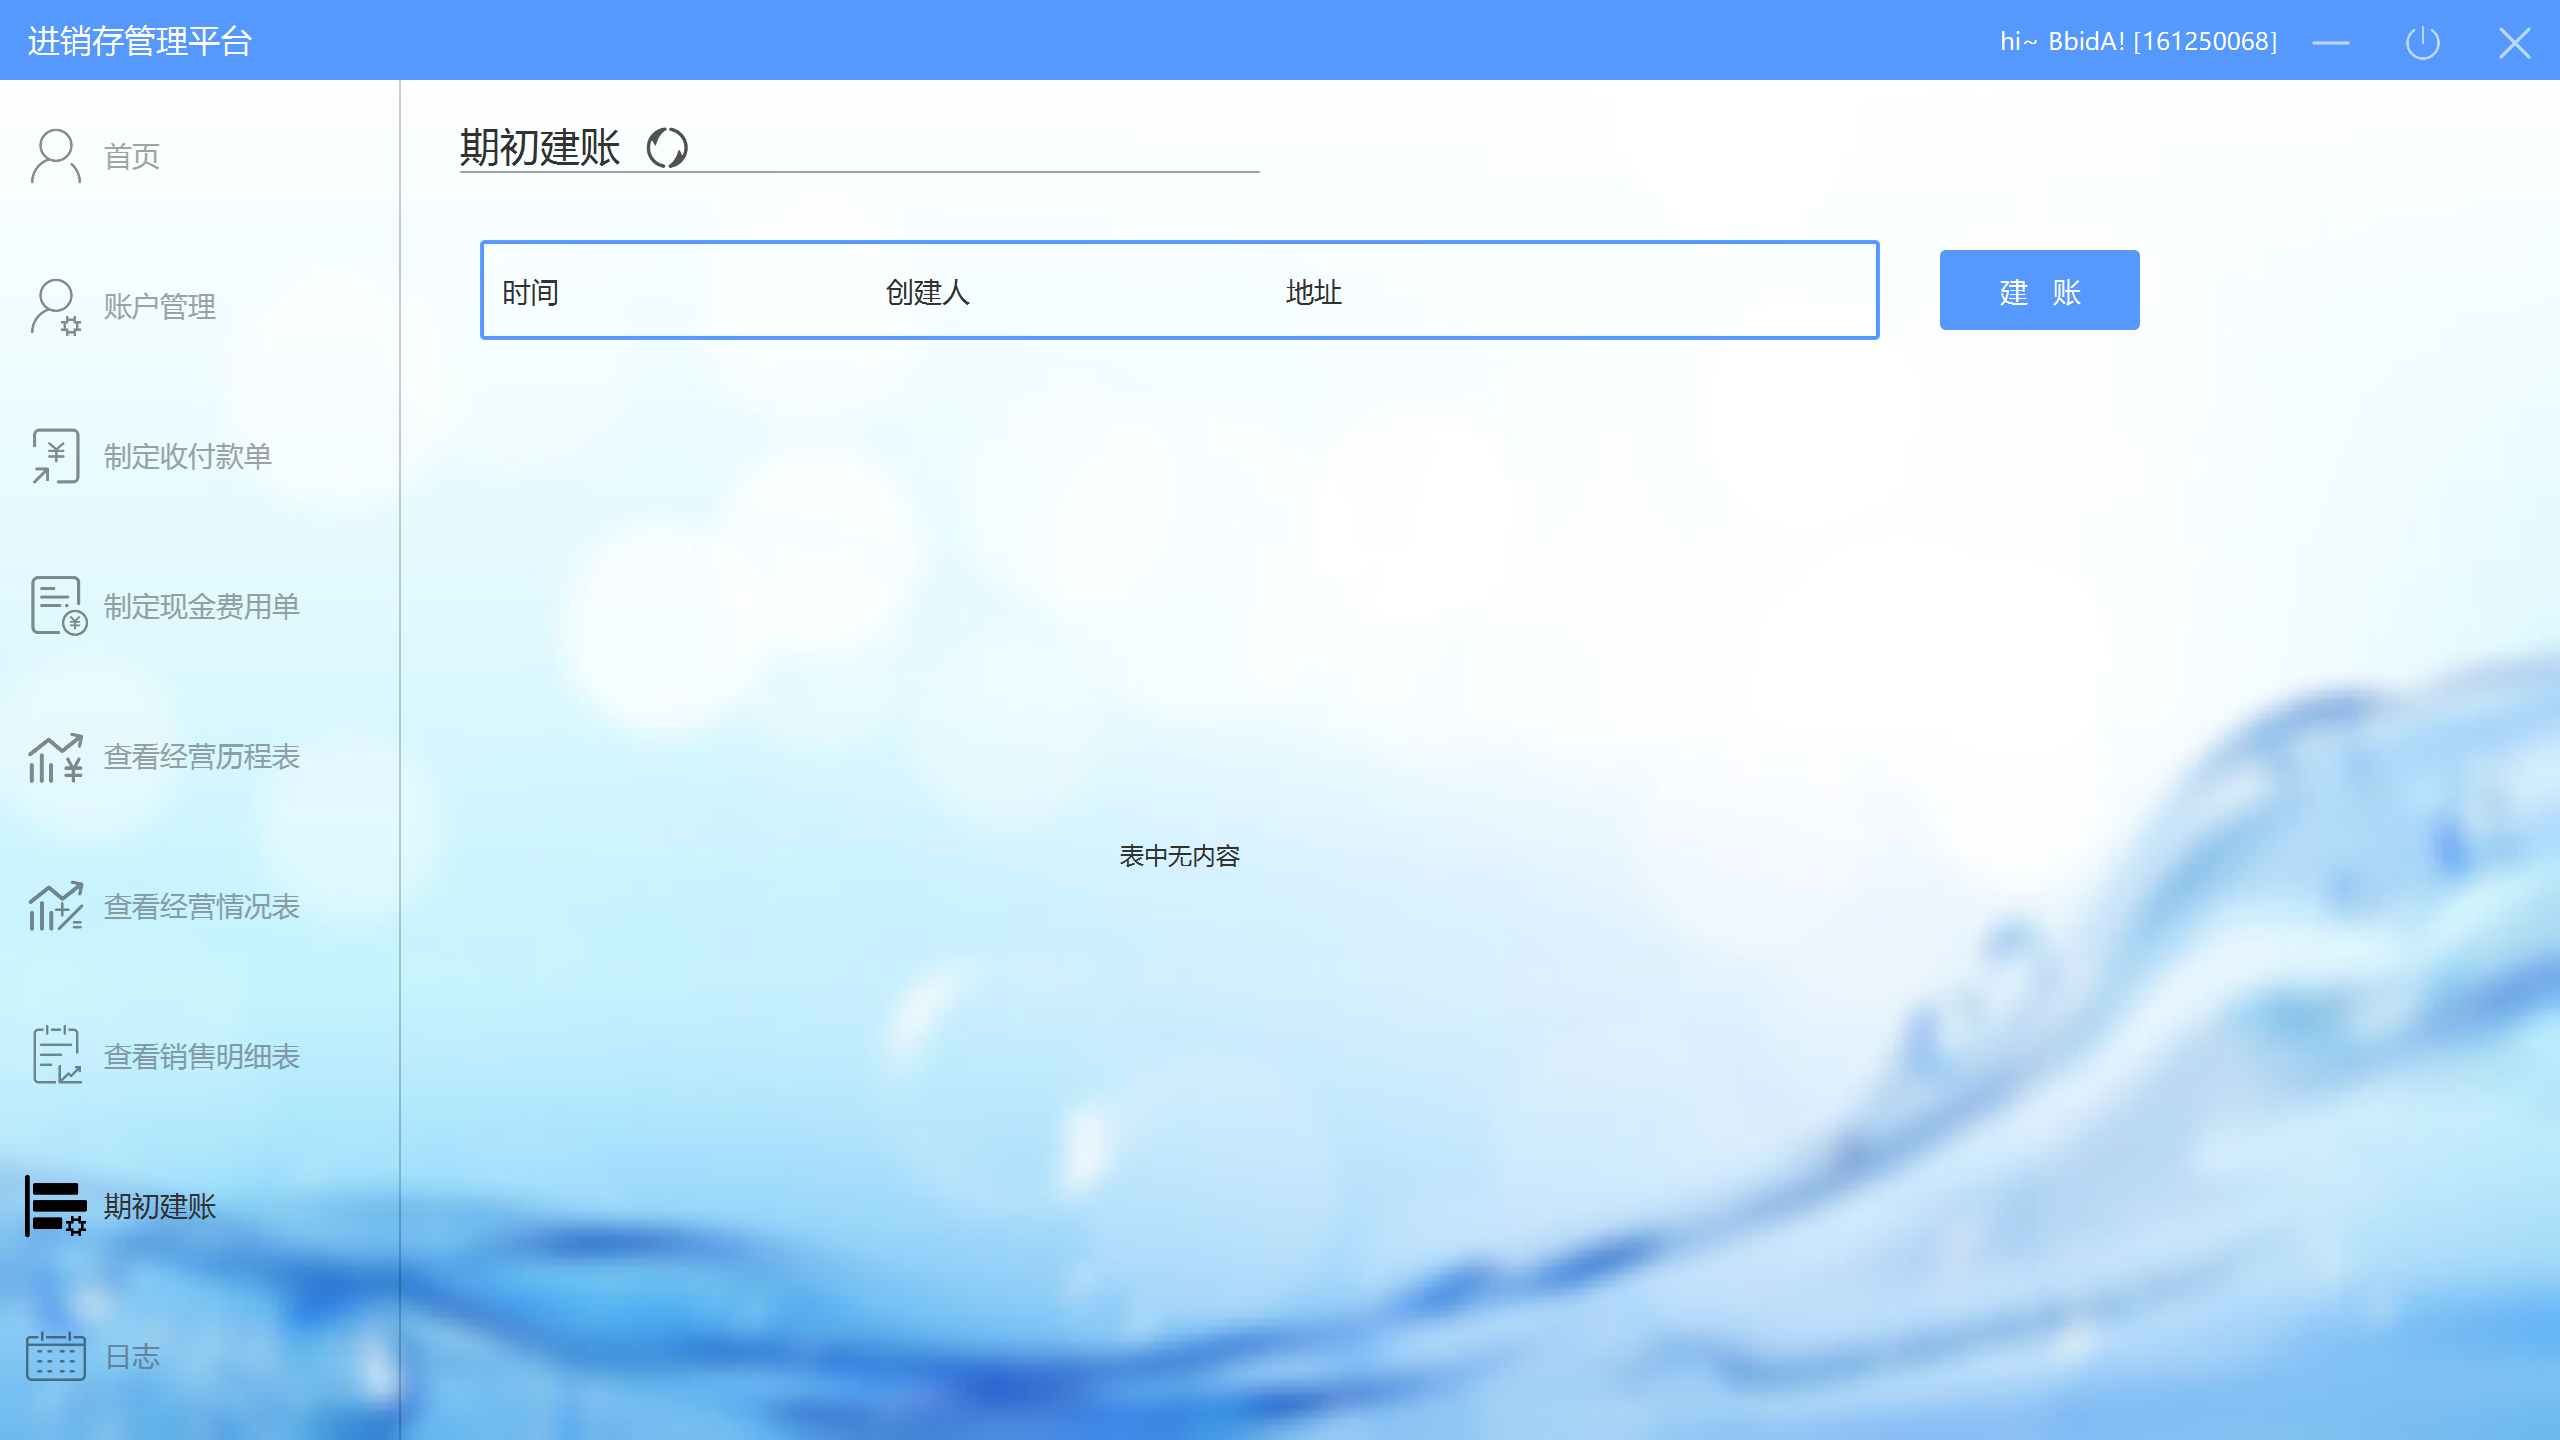 进销存管理平台
hi~ BbidA! [161250068]
首页
账户管理
制定收付款单
制定现金费用单
查看经营历程表
查看经营情况表
查看销售明细表
期初建账
日志
期初建账
时间 创建人 地址
建 账
表中无内容